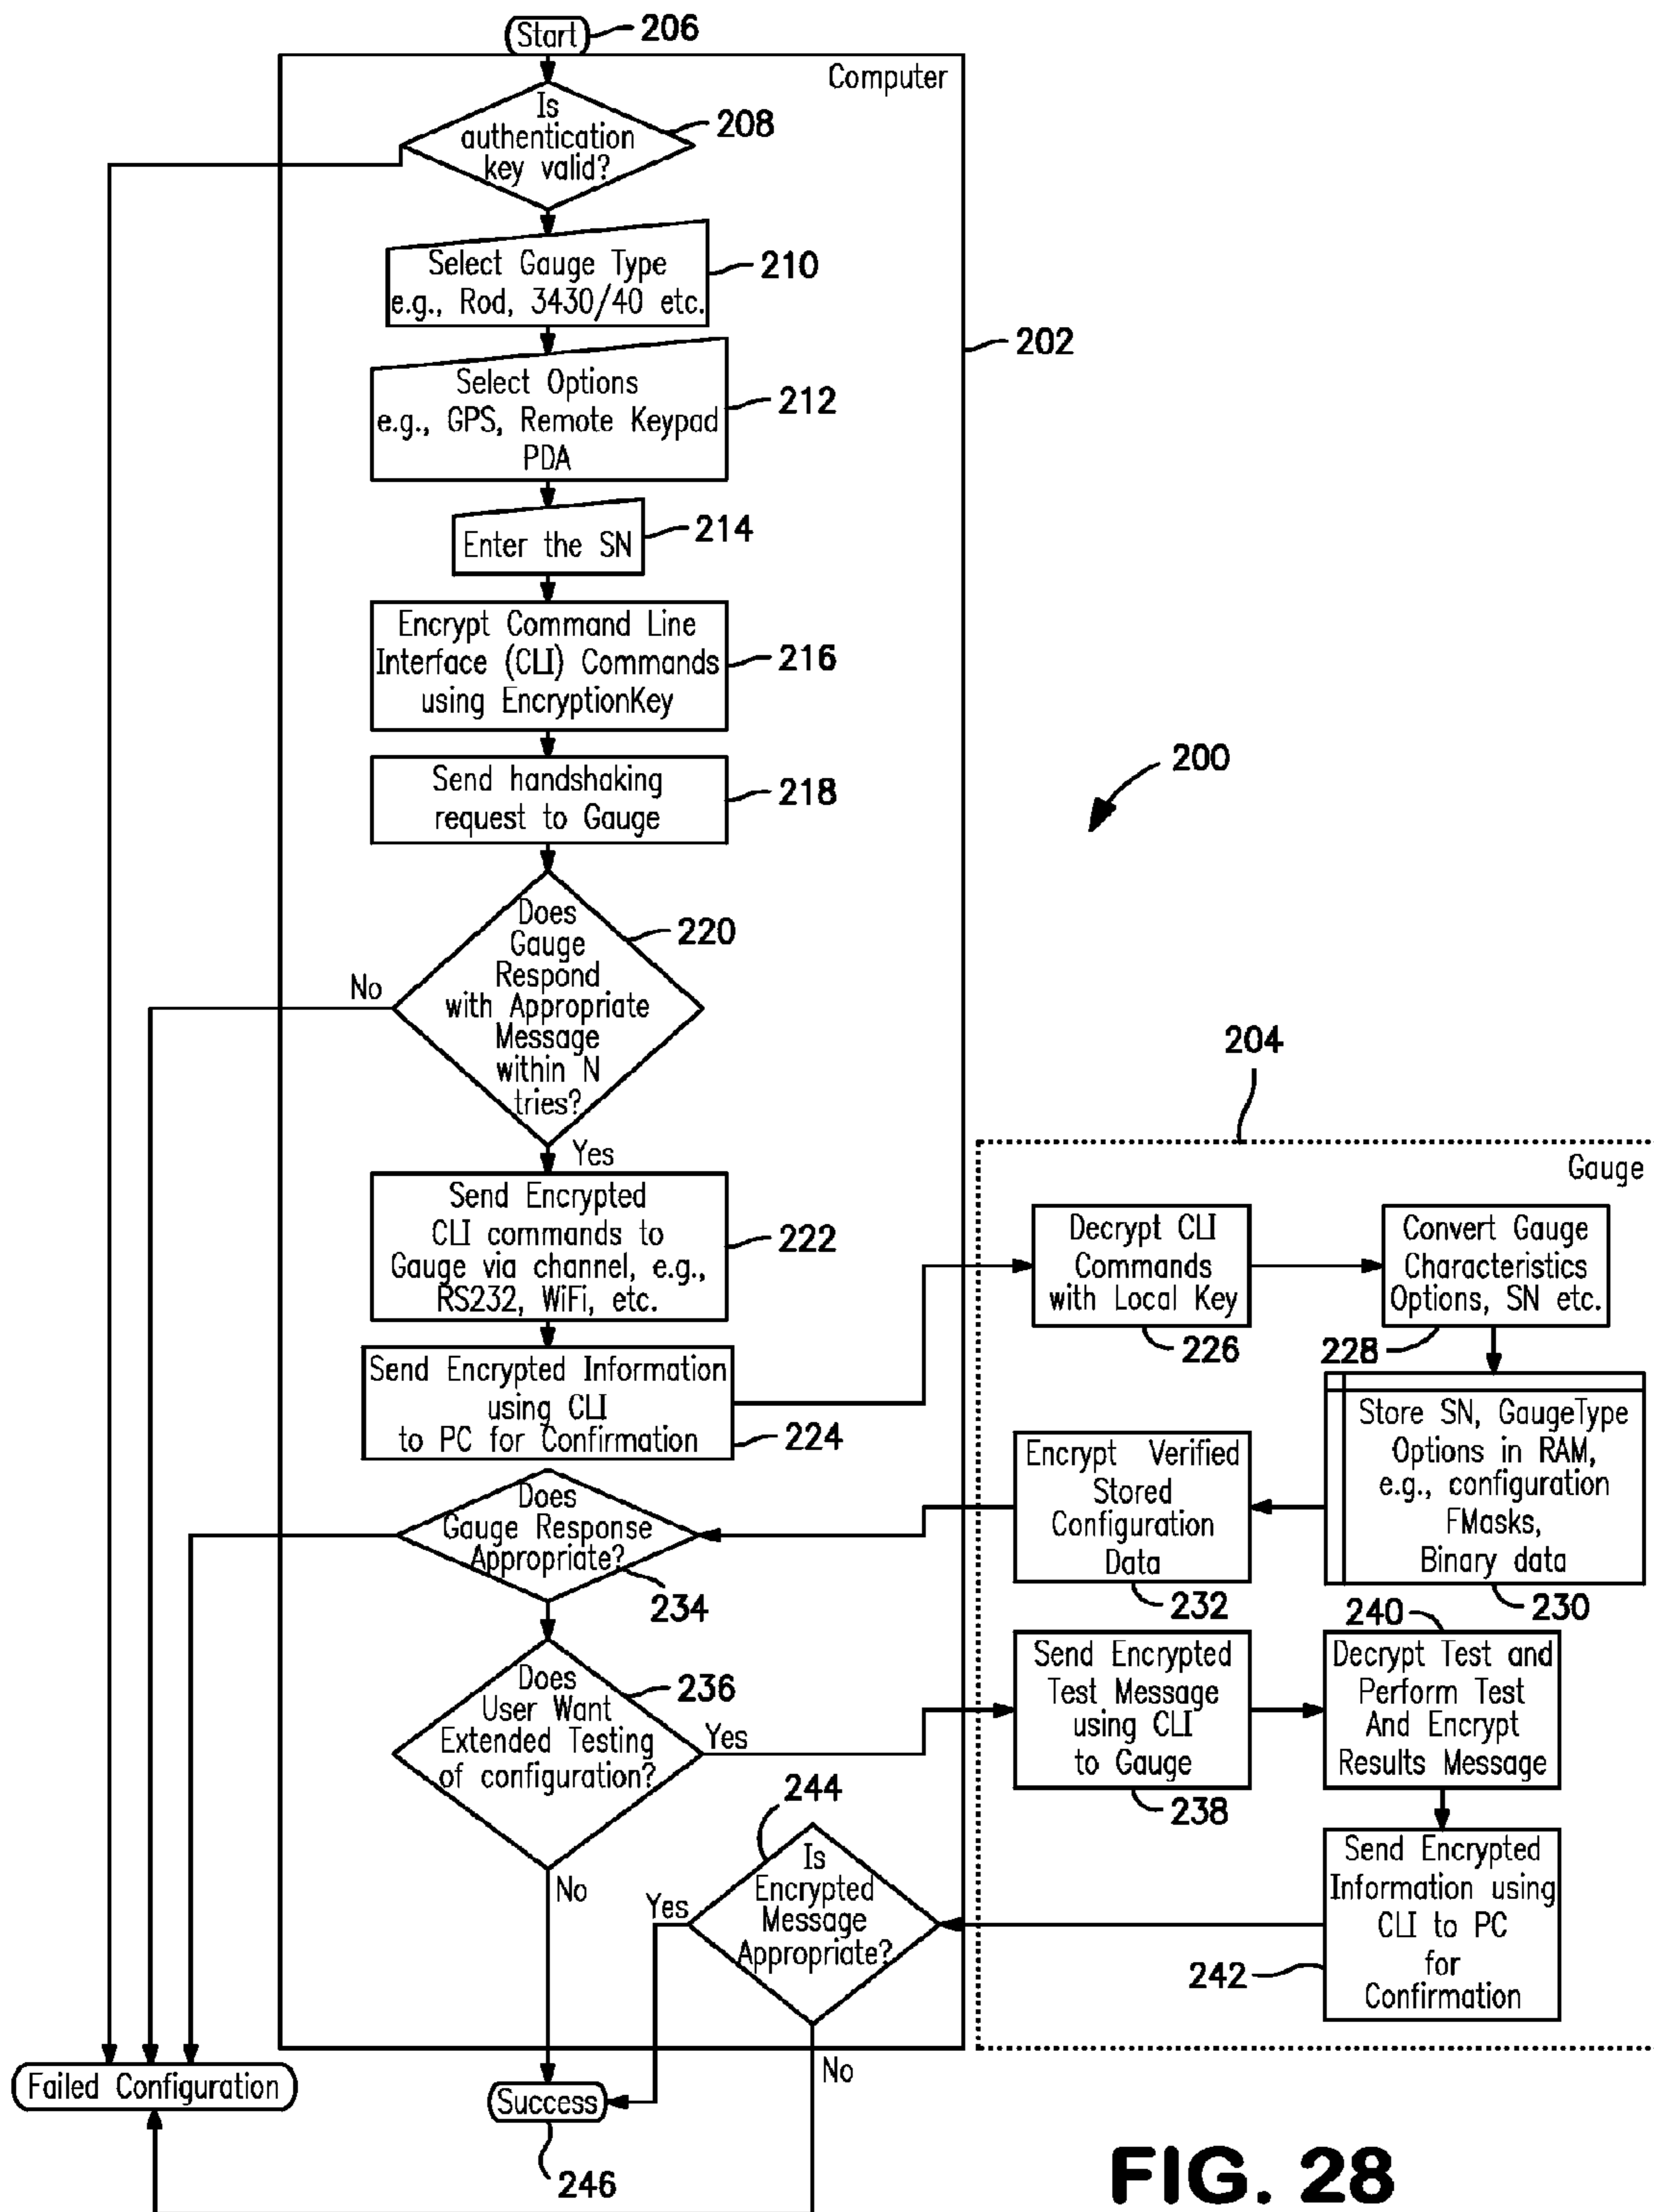 Start
206
Computer
Is
authentication
key valid?
208
Select Gauge Type
e.g., Rod, 3430/40 etc.
210
202
Select Options
e.g., GPS, Remote Keypad
PDA
212
Enter the SN
214
Encrypt Command Line
Interface (CLI) Commands
using EncryptionKey
216
Send handshaking
request to Gauge
218
200
Does
Gauge
Respond
with Appropriate
Message
within N
tries?
220
No
Yes
204
Gauge
Send Encrypted
CLI commands to
Gauge via channel, e.g.,
RS232, WiFi, etc.
222
Decrypt CLI
Commands
with Local Key
226
Convert Gauge
Characteristics
Options, SN etc.
228
Send Encrypted Information
using CLI
to PC for Confirmation
224
Store SN, GaugeType
Options in RAM,
e.g., configuration
FMasks,
Binary data
230
Encrypt Verified
Stored
Configuration
Data
232
Does
Gauge Response
Appropriate?
234
Does
User Want
Extended Testing
of configuration?
236
Yes
No
Send Encrypted
Test Message
using CLI
to Gauge
238
240
Decrypt Test and
Perform Test
And Encrypt
Results Message
244
Is
Encrypted
Message
Appropriate?
Yes
No
Send Encrypted
Information using
CLI to PC
for
Confirmation
242
Failed Configuration
Success
246
FIG. 28